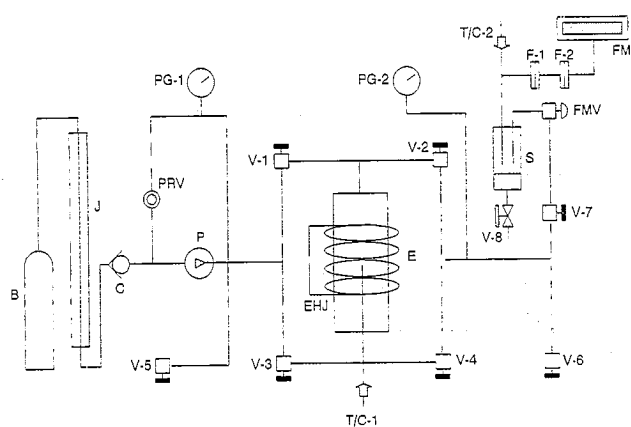 T/C-2
FM
F-1
F-2
PG-1
PG-2
FMV
V-1
V-2
S
PRV
J
P
E
V-7
V-8
B
C
EHJ
V-5
V-3
V-4
V-6
T/C-1